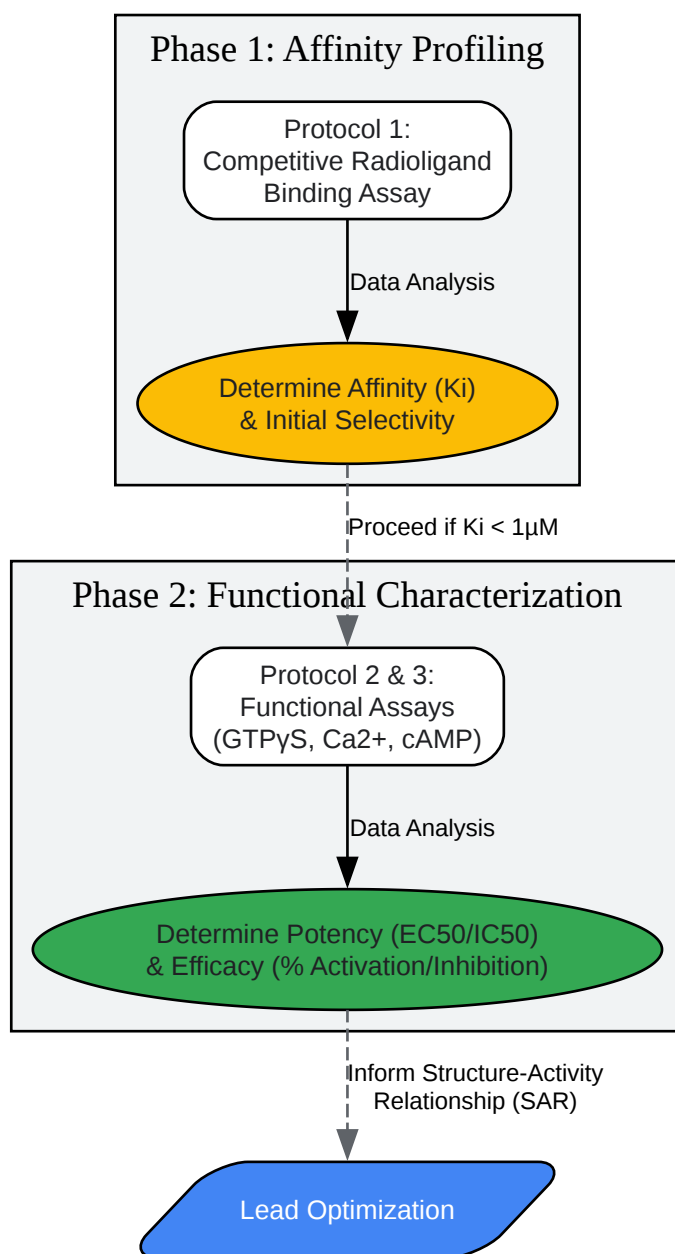 Phase 1: Affinity Profiling
Protocol 1:
Competitive Radioligand
Binding Assay
Data Analysis
Determine Affinity (Ki)
& Initial Selectivity
Proceed if Ki < 1µM
Phase 2: Functional Characterization
Protocol 2 & 3:
Functional Assays
(GTPγS, Ca2+, cAMP)
Data Analysis
Determine Potency (EC50/IC50)
& Efficacy (% Activation/Inhibition)
Inform Structure-Activity
Relationship (SAR)
Lead Optimization